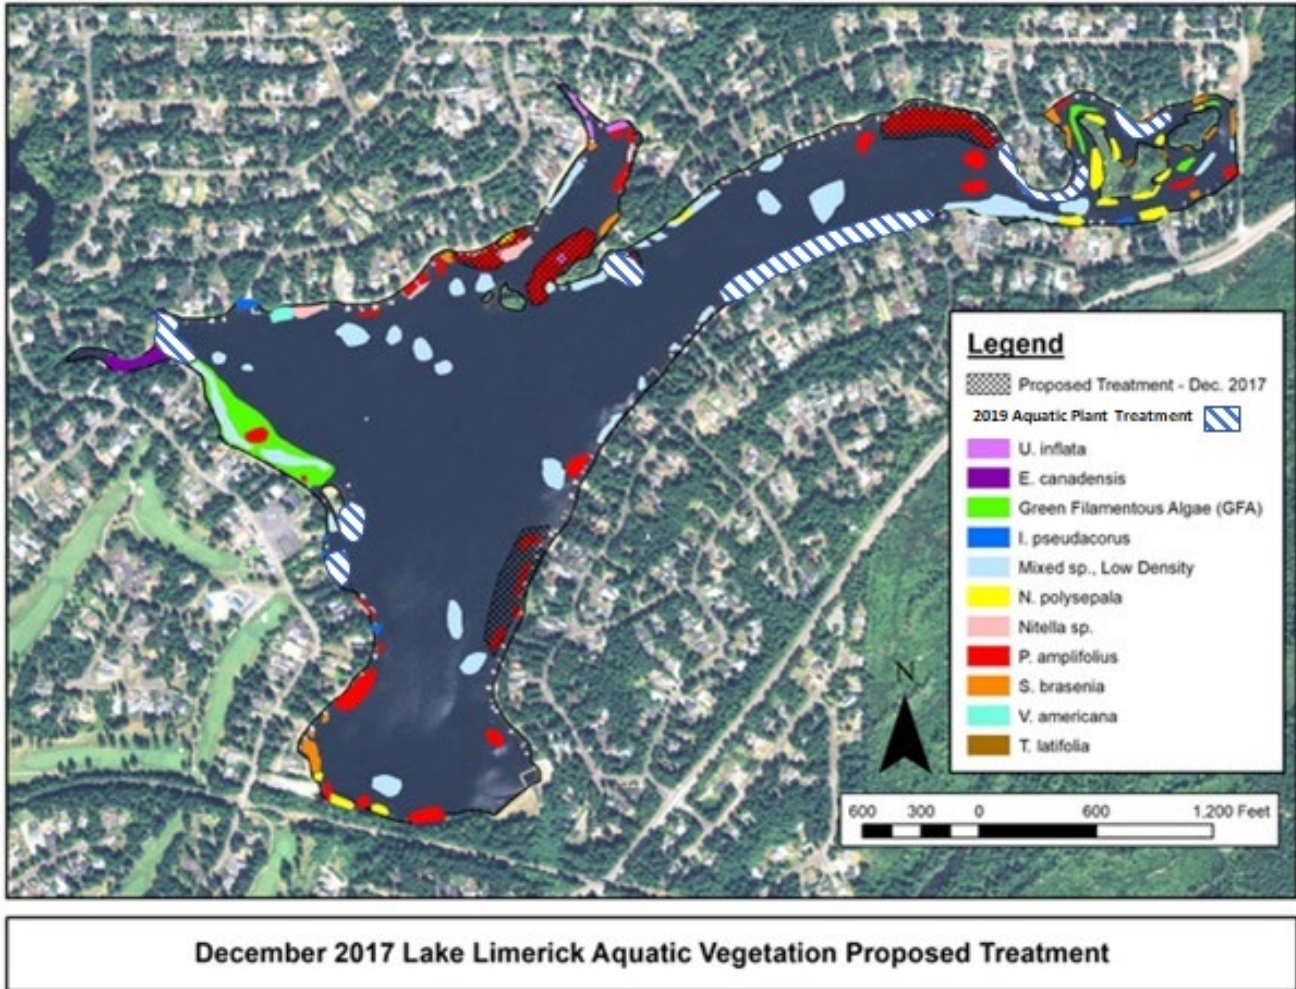 Legend
Proposed Treatment - Dec. 2017
2019 Aquatic Plant Treatment
U. inflata
E. canadensis
Green Filamentous Algae (GFA)
I. pseudacorus
Mixed sp., Low Density
N. polysepala
Nitella sp.
P. amplifolius
S. brasenia
V. americana
T. latifolia
N
600 300 0 600 1,200 Feet
December 2017 Lake Limerick Aquatic Vegetation Proposed Treatment